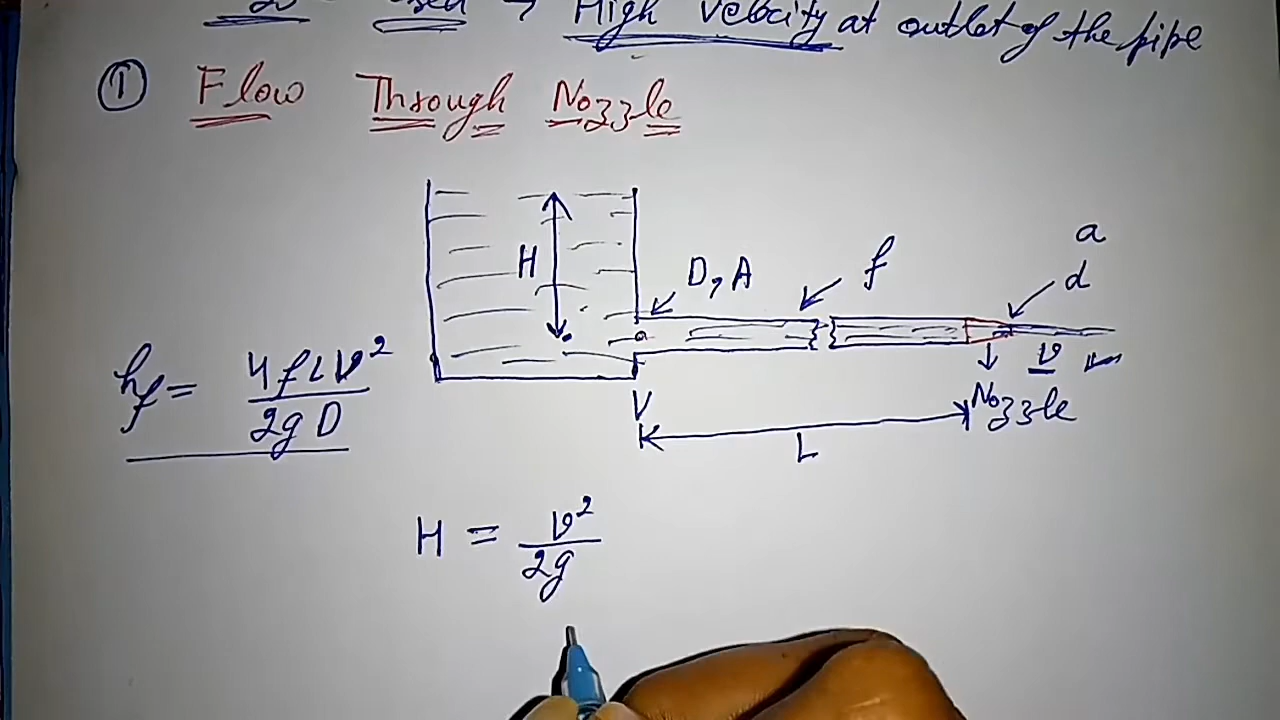 → High Velocity at outlet of the pipe
① Flow Through Nozzle
a
H D, A f d
v
Nozzle
V
L
hf = 4fLV²/2gD
H = v²/2g